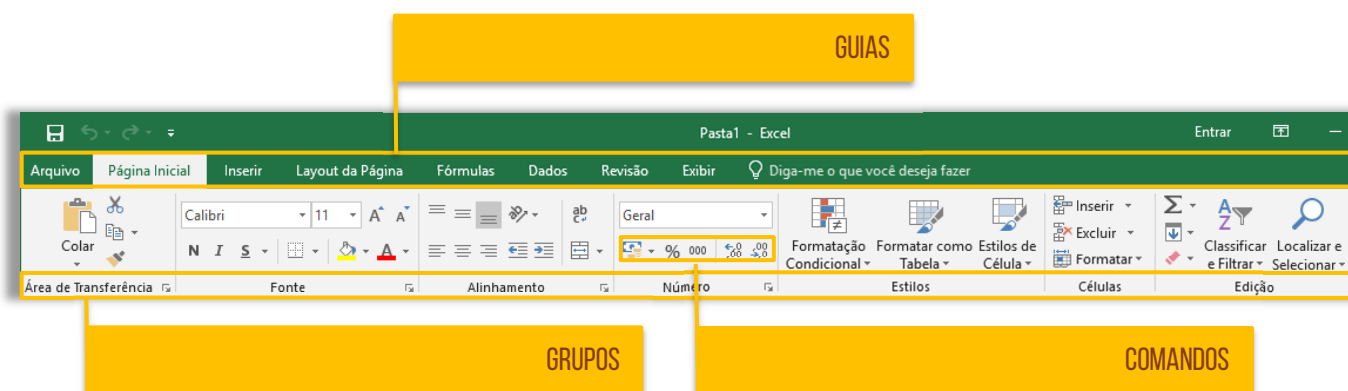 GUIAS
Pasta1 - Excel
Entrar
Arquivo Página Inicial Inserir Layout da Página Fórmulas Dados Revisão Exibir Diga-me o que você deseja fazer
Calibri 11 A A ab Geral Inserir
Colar N I S A % 000 Formatação Formatar como Estilos de Excluir Classificar Localizar e
Condicional Tabela Célula Formatar e Filtrar Selecionar
Área de Transferência Fonte Alinhamento Número Estilos Células Edição
GRUPOS
COMANDOS